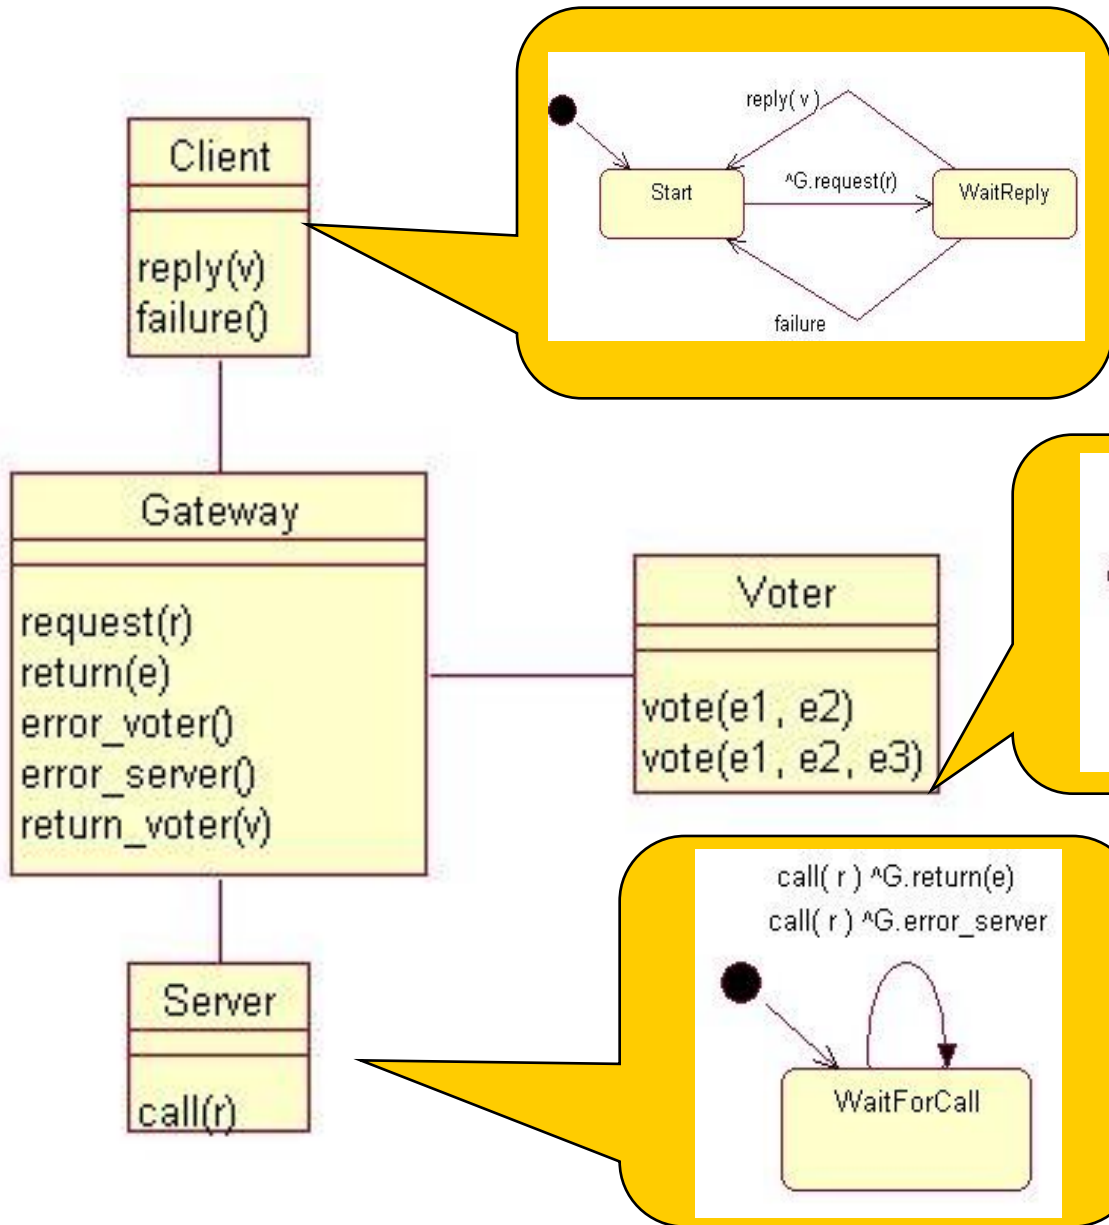 Client
reply(v)
failure()
reply( v )
Start
^G.request(r)
WaitReply
failure
Gateway
request(r)
return(e)
error_voter()
error_server()
return_voter(v)
Voter
vote(e1, e2)
vote(e1, e2, e3)
Server
call(r)
call( r ) ^G.return(e)
call( r ) ^G.error_server
WaitForCall